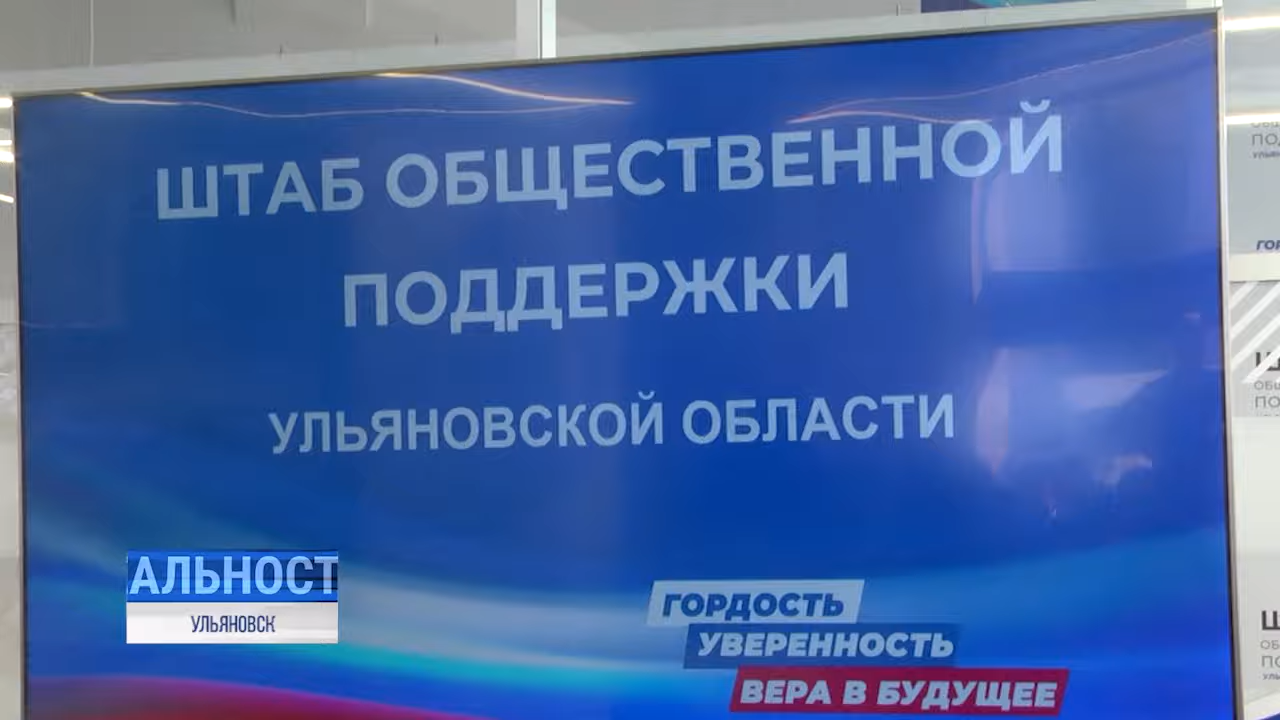 ШТАБ ОБЩЕСТВЕННОЙ
ПОДДЕРЖКИ
УЛЬЯНОВСКОЙ ОБЛАСТИ
АЛЬНОСТ
УЛЬЯНОВСК
ГОРДОСТЬ
УВЕРЕННОСТЬ
ВЕРА В БУДУЩЕЕ